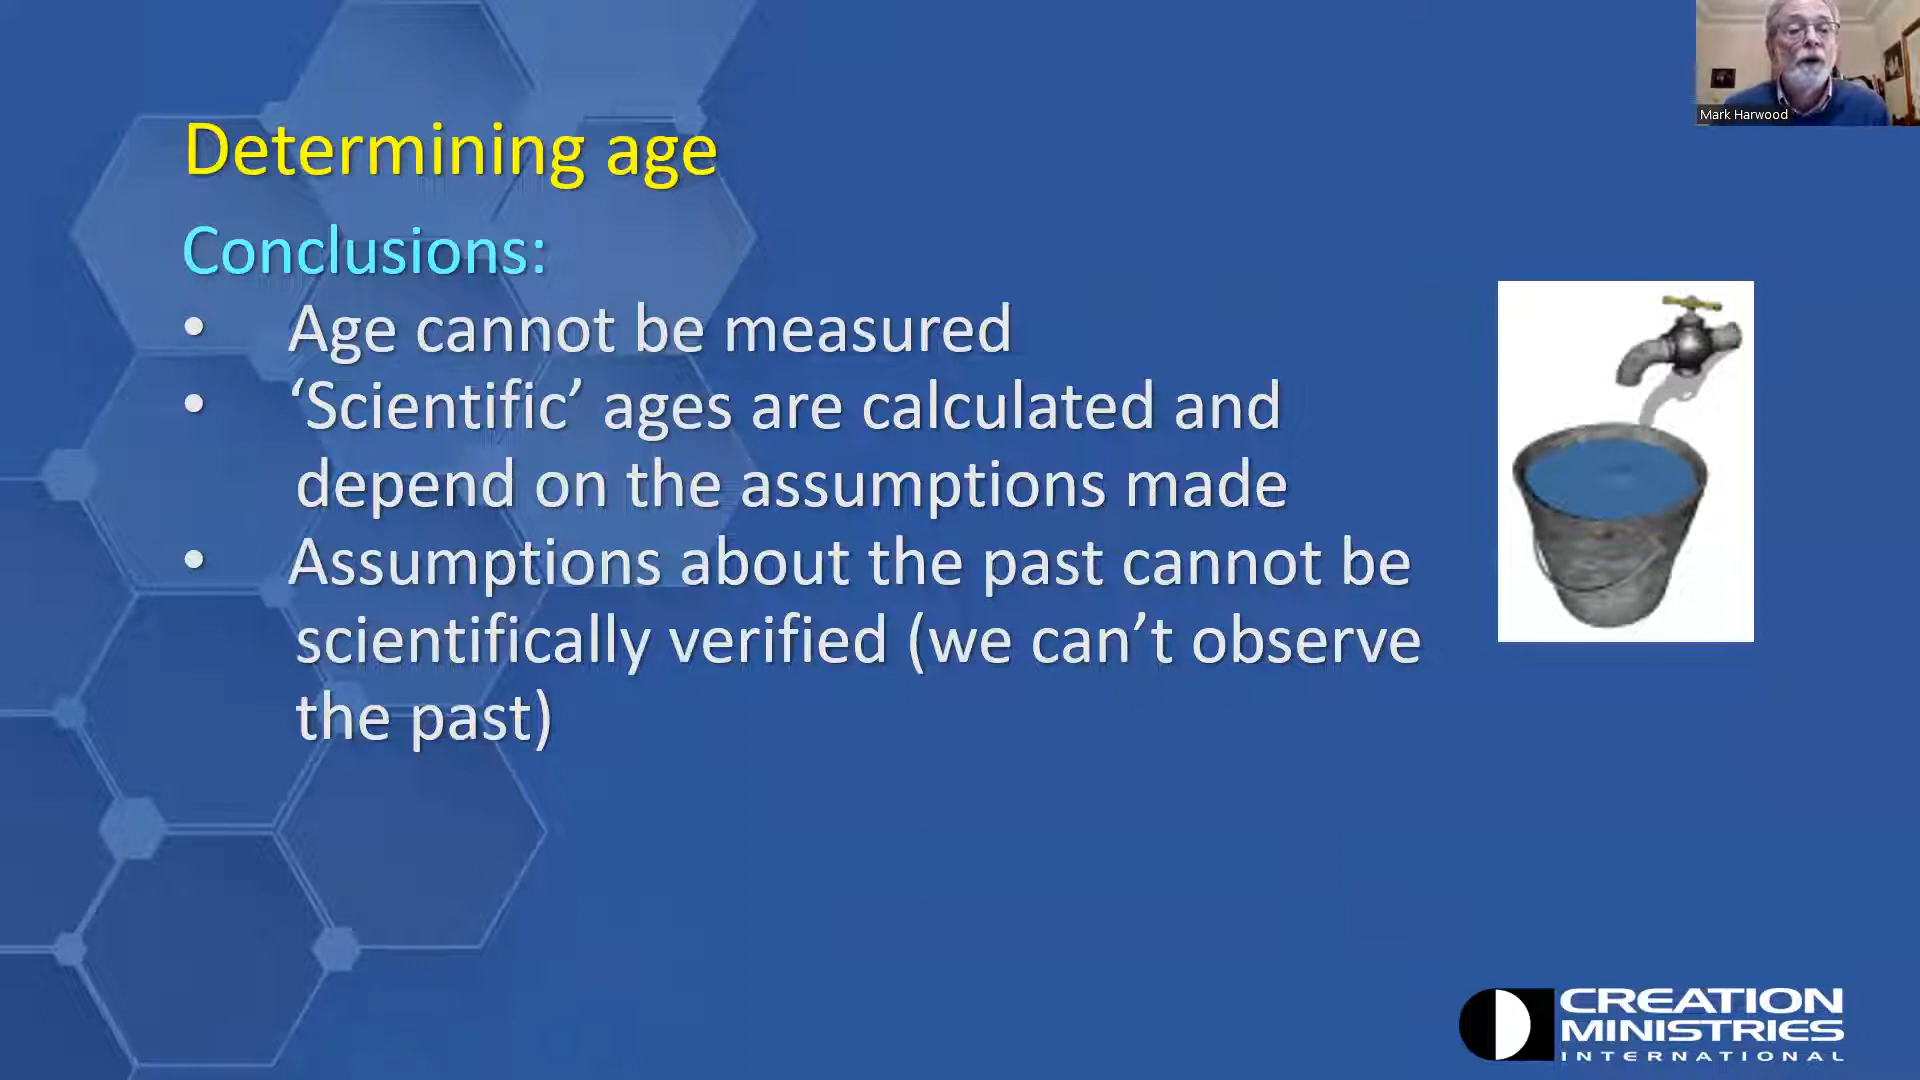 Mark Harwood
Determining age
Conclusions:
• Age cannot be measured
• ‘Scientific’ ages are calculated and
depend on the assumptions made
• Assumptions about the past cannot be
scientifically verified (we can’t observe
the past)
CREATION
MINISTRIES
INTERNATIONAL